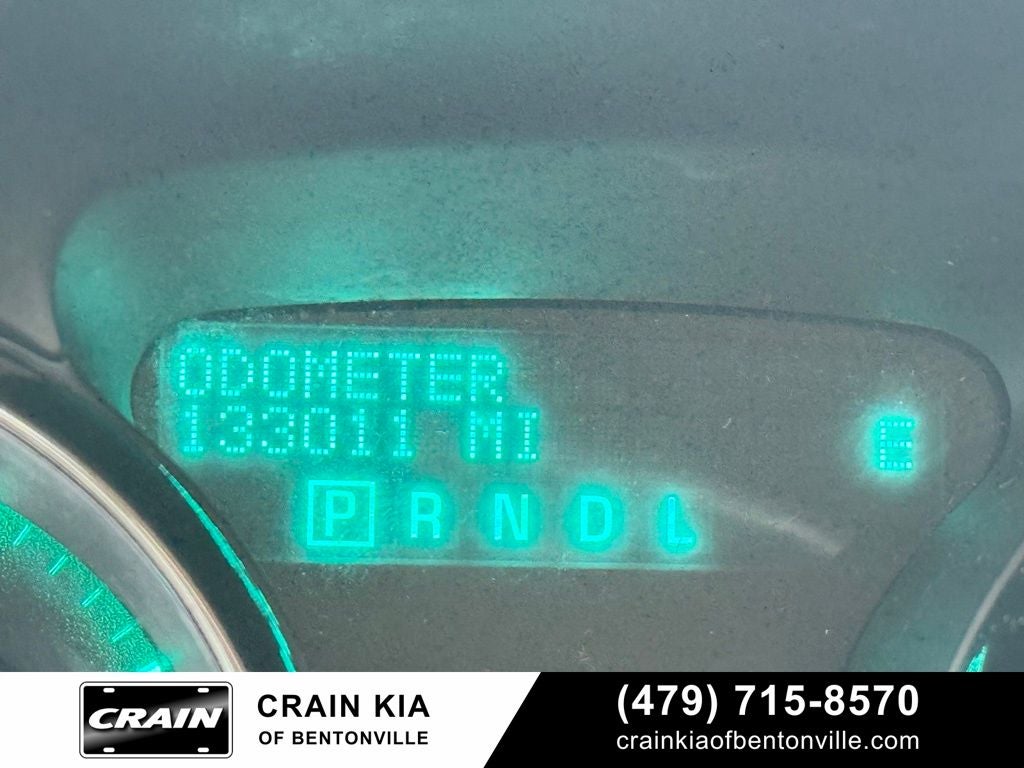 ODOMETER
133011 MI
E
P R N D L
CRAIN
CRAIN KIA
OF BENTONVILLE
(479) 715-8570
crainkiaofbentonville.com